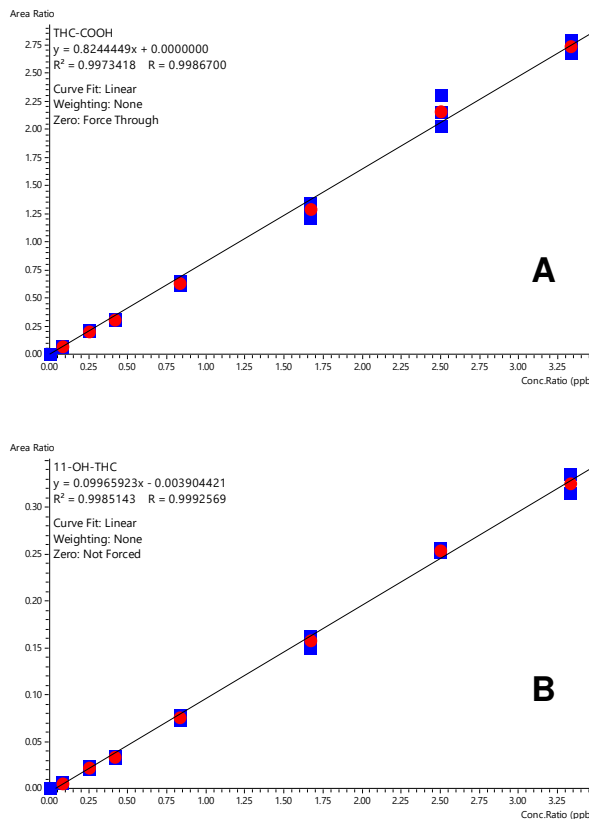 Area Ratio
THC-COOH
y = 0.8244449x + 0.0000000
R² = 0.9973418 R = 0.9986700
Curve Fit: Linear
Weighting: None
Zero: Force Through
2.75
2.50
2.25
2.00
1.75
1.50
1.25
1.00
0.75
0.50
0.25
0.00
A
0.00 0.25 0.50 0.75 1.00 1.25 1.50 1.75 2.00 2.25 2.50 2.75 3.00 3.25
Conc.Ratio (ppb
Area Ratio
11-OH-THC
y = 0.09965923x - 0.003904421
R² = 0.9985143 R = 0.9992569
Curve Fit: Linear
Weighting: None
Zero: Not Forced
0.30
0.25
0.20
0.15
0.10
0.05
0.00
B
0.00 0.25 0.50 0.75 1.00 1.25 1.50 1.75 2.00 2.25 2.50 2.75 3.00 3.25
Conc.Ratio (ppb